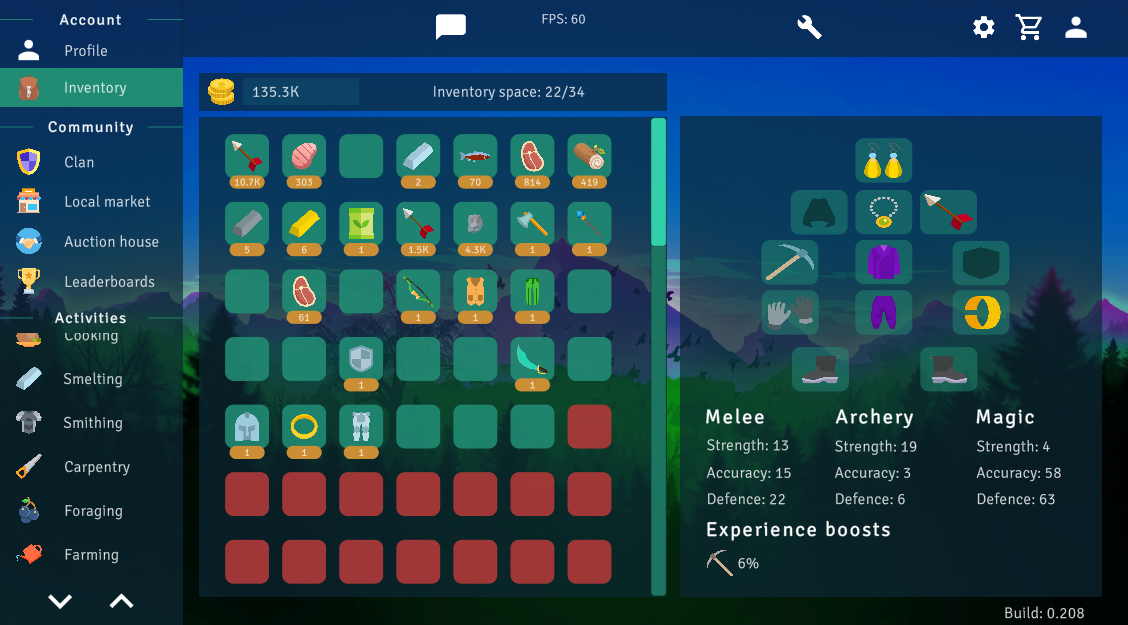 Account
Profile
Inventory
Community
Clan
Local market
Auction house
Leaderboards
Activities
Cooking
Smelting
Smithing
Carpentry
Foraging
Farming
FPS: 60
135.3K
Inventory space: 22/34
10.7K 303 2 70 814 419
5 6 1 1.5K 4.3K 1 1
61 1 1 1
1 1
1 1 1
Melee
Strength: 13
Accuracy: 15
Defence: 22
Archery
Strength: 19
Accuracy: 3
Defence: 6
Magic
Strength: 4
Accuracy: 58
Defence: 63
Experience boosts
6%
Build: 0.208